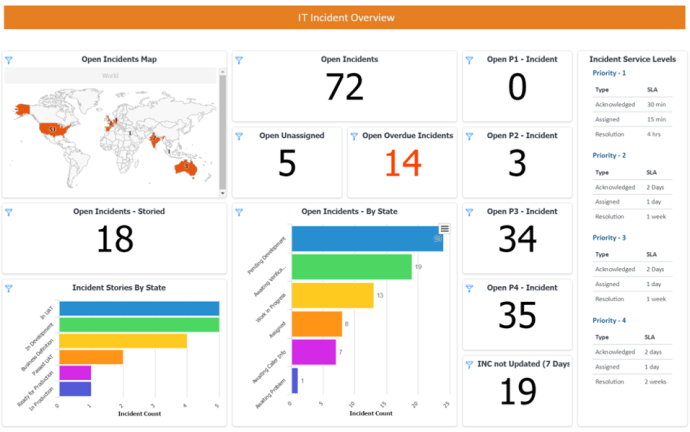 IT Incident Overview
Open Incidents Map
World
51
1
1
Open Incidents
72
Open Unassigned
5
Open Overdue Incidents
14
Open P1 - Incident
0
Open P2 - Incident
3
Open P3 - Incident
34
Open P4 - Incident
35
INC not Updated (7 Days
19
Open Incidents - Storied
18
Incident Stories By State
In UAT
In Development
Business Definition
Passed UAT
Ready for Production
In Production
0
1
2
3
4
5
Incident Count
Open Incidents - By State
Pending Development
Awaiting Verifica...
19
Work in Progress
13
Assigned
8
Awaiting Caller Info
7
Awaiting Problem
1
0
5
10
15
20
25
Incident Count
Incident Service Levels
Priority - 1
Type SLA
Acknowledged 30 min
Assigned 15 min
Resolution 4 hrs
Priority - 2
Type SLA
Acknowledged 2 Days
Assigned 1 day
Resolution 1 week
Priority - 3
Type SLA
Acknowledged 2 Days
Assigned 1 day
Resolution 1 week
Priority - 4
Type SLA
Acknowledged 2 days
Assigned 1 day
Resolution 2 weeks